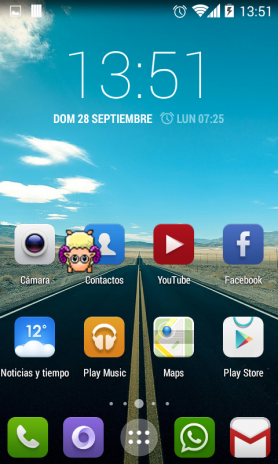 13:51
13:51
DOM 28 SEPTIEMBRE LUN 07:25
Cámara Contactos YouTube Facebook
12°
Noticias y tiempo Play Music Maps Play Store